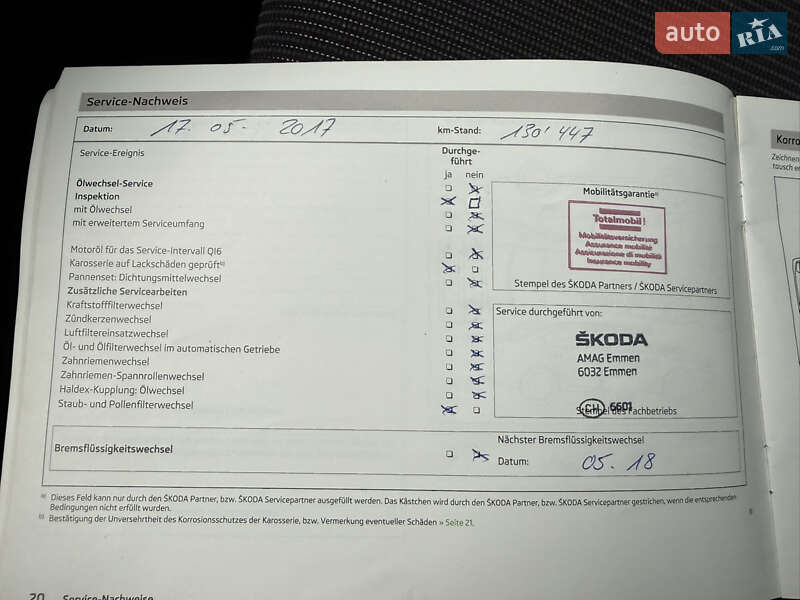 auto RIA.com
Service-Nachweis
Datum: 17. 05. 2017 km-Stand: 130'447
Service-Ereignis Durchge-
führt
ja nein
Ölwechsel-Service
Inspektion
mit Ölwechsel
mit erweitertem Serviceumfang
Motoröl für das Service-Intervall QI6
Karosserie auf Lackschäden geprüft b)
Pannenset: Dichtungsmittelwechsel
Zusätzliche Servicearbeiten
Kraftstofffilterwechsel
Zündkerzenwechsel
Luftfiltereinsatzwechsel
Öl- und Ölfilterwechsel im automatischen Getriebe
Zahnriemenwechsel
Zahnriemen-Spannrollenwechsel
Haldex-Kupplung: Ölwechsel
Staub- und Pollenfilterwechsel
Mobilitätsgarantie a)
Totalmobil!
Mobilitätsversicherung
Assurance mobilité
Assicurazione di mobilità
Insurance mobility
Stempel des ŠKODA Partners / ŠKODA Servicepartners
Service durchgeführt von:
ŠKODA
AMAG Emmen
6032 Emmen
CH 6601
Stempel des Fachbetriebs
Bremsflüssigkeitswechsel
Nächster Bremsflüssigkeitswechsel
Datum: 05. 18
a) Dieses Feld kann nur durch den ŠKODA Partner, bzw. ŠKODA Servicepartner ausgefüllt werden. Das Kästchen wird durch den ŠKODA Partner, bzw. ŠKODA Servicepartner gestrichen, wenn die entsprechenden
Bedingungen nicht erfüllt wurden.
b) Bestätigung der Unversehrtheit des Korrosionsschutzes der Karosserie, bzw. Vermerkung eventueller Schäden » Seite 21.
20 Service-Nachweise
Korro
Zeichnen
tausch er